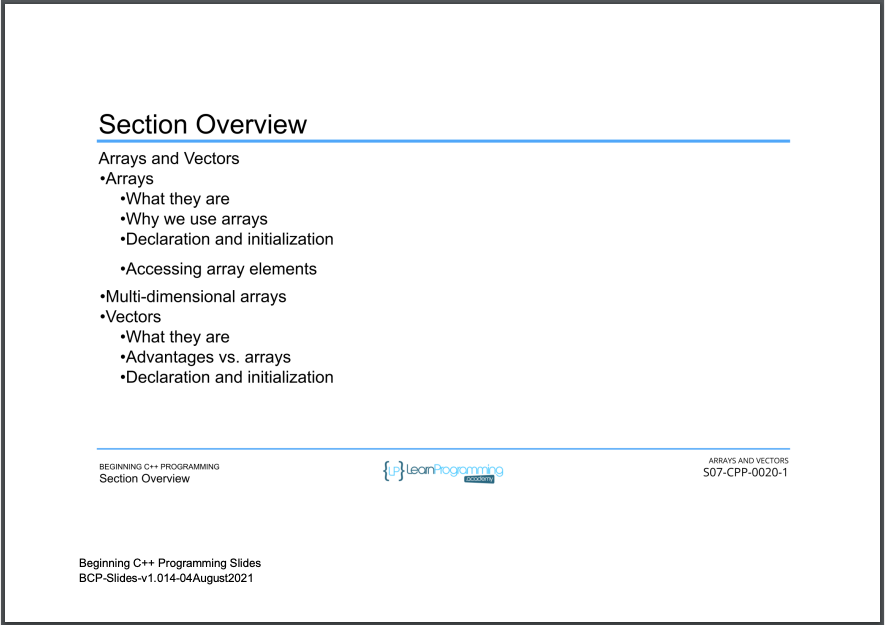 Section Overview
Arrays and Vectors
•Arrays
•What they are
•Why we use arrays
•Declaration and initialization
•Accessing array elements
•Multi-dimensional arrays
•Vectors
•What they are
•Advantages vs. arrays
•Declaration and initialization
BEGINNING C++ PROGRAMMING
Section Overview
{LP} LearnProgramming
academy
ARRAYS AND VECTORS
S07-CPP-0020-1
Beginning C++ Programming Slides
BCP-Slides-v1.014-04August2021